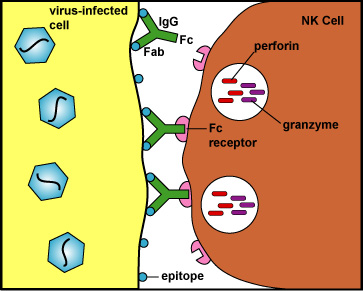 virus-infected
cell
IgG
Fc
Fab
NK Cell
perforin
granzyme
Fc
receptor
epitope